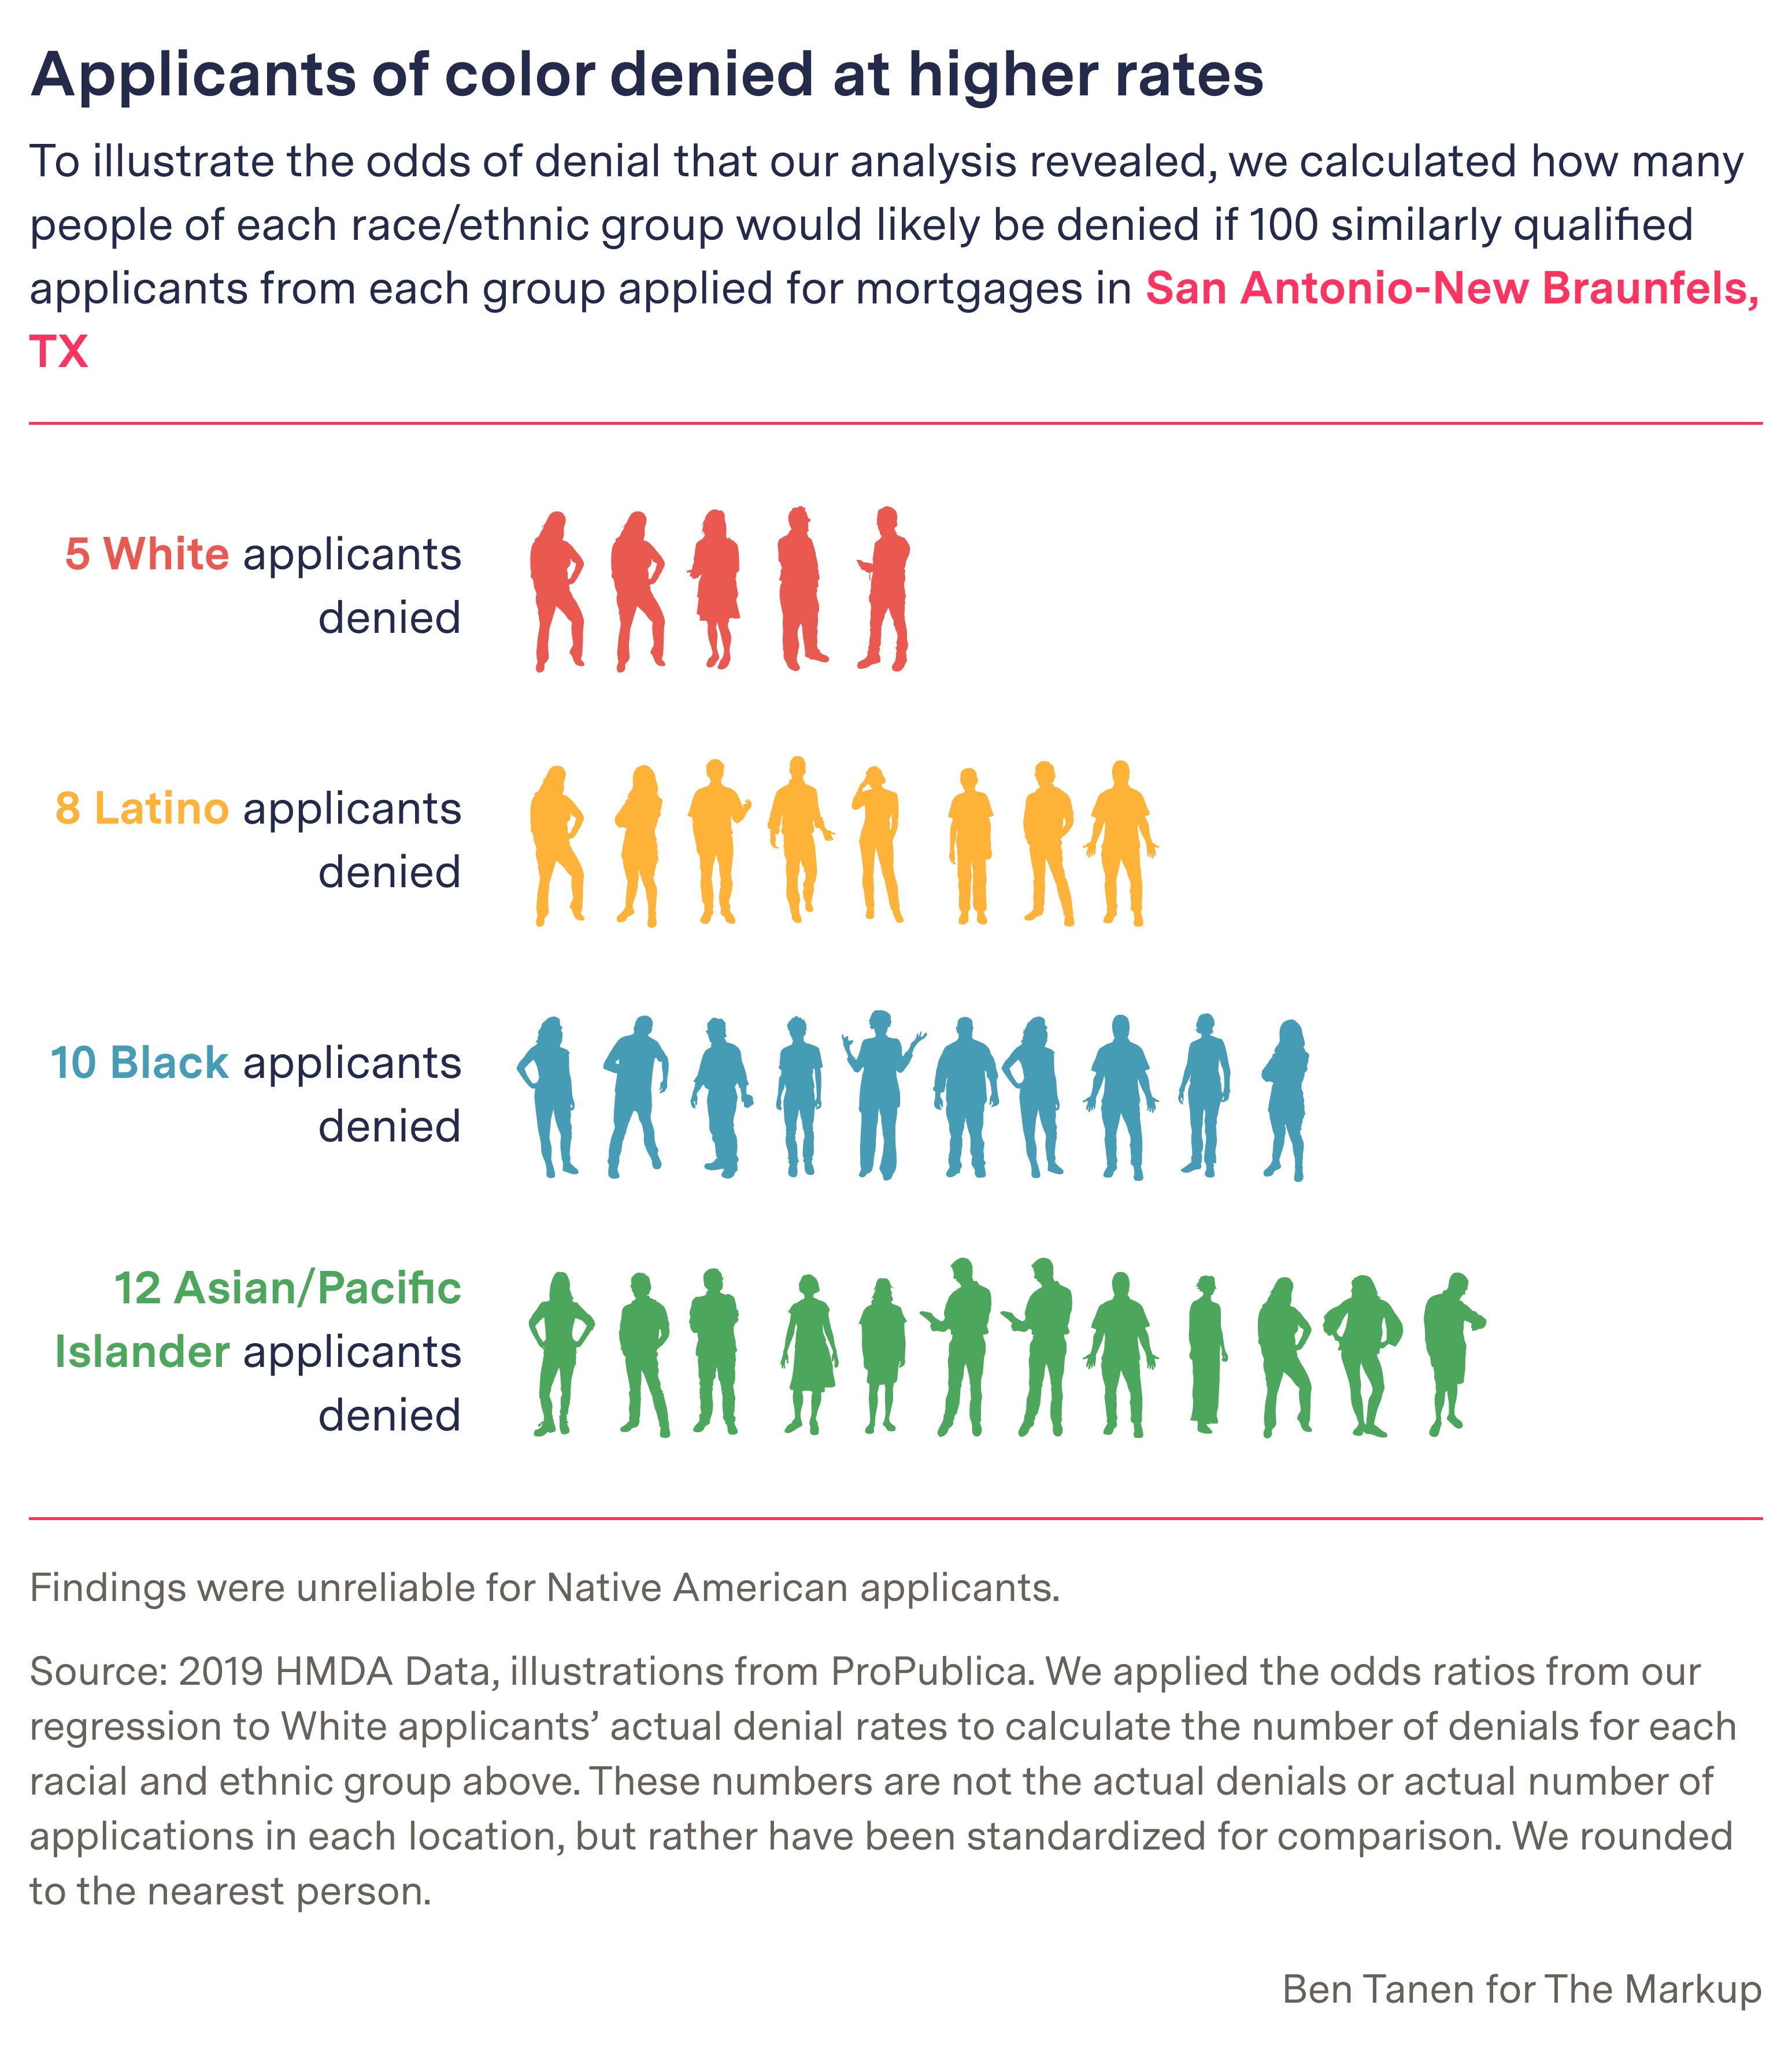 Applicants of color denied at higher rates
To illustrate the odds of denial that our analysis revealed, we calculated how many
people of each race/ethnic group would likely be denied if 100 similarly qualified
applicants from each group applied for mortgages in San Antonio-New Braunfels,
TX
5 White applicants
denied
8 Latino applicants
denied
10 Black applicants
denied
12 Asian/Pacific
Islander applicants
denied
Findings were unreliable for Native American applicants.
Source: 2019 HMDA Data, illustrations from ProPublica. We applied the odds ratios from our
regression to White applicants’ actual denial rates to calculate the number of denials for each
racial and ethnic group above. These numbers are not the actual denials or actual number of
applications in each location, but rather have been standardized for comparison. We rounded
to the nearest person.
Ben Tanen for The Markup